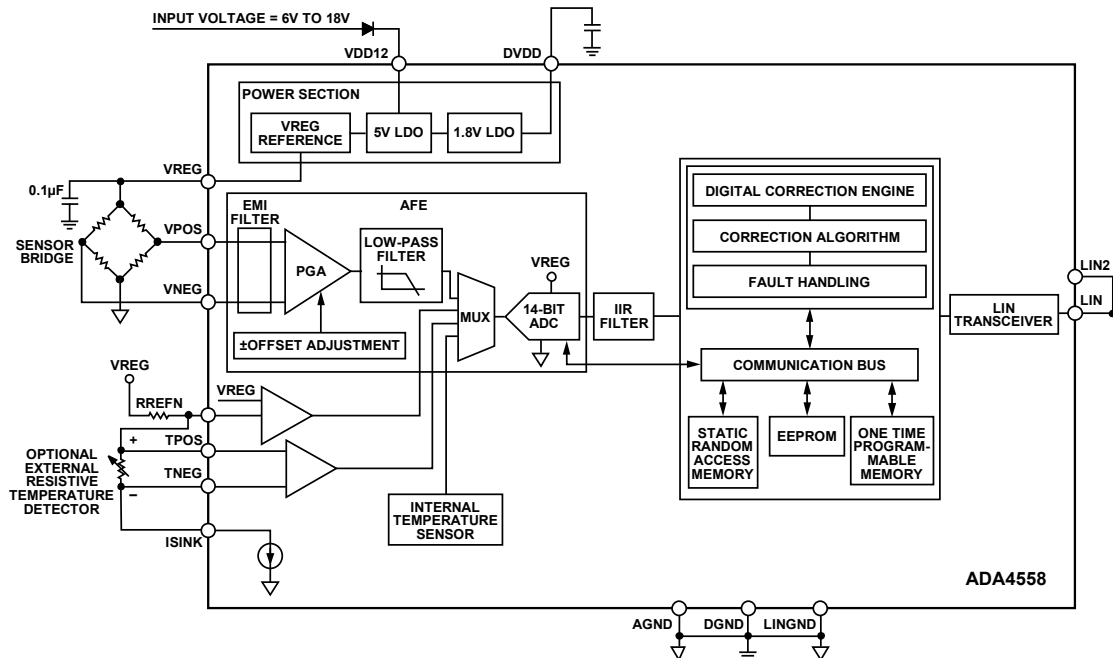 INPUT VOLTAGE = 6V TO 18V
VDD12
DVDD
POWER SECTION
VREG
REFERENCE
5V LDO
1.8V LDO
VREG
0.1µF
VPOS
SENSOR
BRIDGE
VNEG
EMI
FILTER
AFE
PGA
LOW-PASS
FILTER
±OFFSET ADJUSTMENT
MUX
VREG
14-BIT
ADC
IIR
FILTER
DIGITAL CORRECTION ENGINE
CORRECTION ALGORITHM
FAULT HANDLING
COMMUNICATION BUS
STATIC
RANDOM
ACCESS
MEMORY
EEPROM
ONE TIME
PROGRAM-
MABLE
MEMORY
LIN
TRANSCEIVER
LIN2
LIN
VREG
RREFN
VREG
+
TPOS
OPTIONAL
EXTERNAL
RESISTIVE
TEMPERATURE
DETECTOR
TNEG
–
ISINK
INTERNAL
TEMPERATURE
SENSOR
ADA4558
AGND
DGND
LINGND